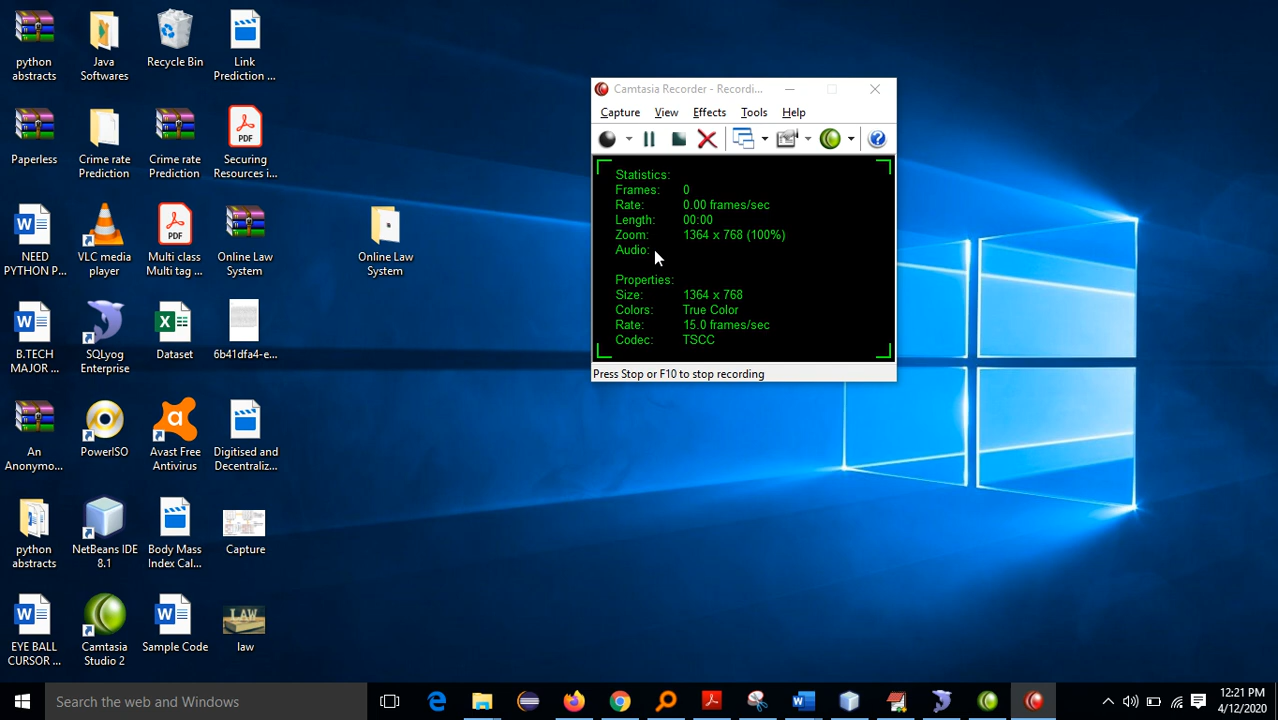 python
abstracts
Java
Softwares
Recycle Bin
Link
Prediction ...
Paperless
Crime rate
Prediction
Crime rate
Prediction
PDF
Securing
Resources i...
NEED
PYTHON P...
VLC media
player
PDF
Multi class
Multi tag ...
Online Law
System
Online Law
System
B.TECH
MAJOR ...
SQLyog
Enterprise
Dataset
6b41dfa4-e...
An
Anonymo...
PowerISO
Avast Free
Antivirus
Digitised and
Decentraliz...
python
abstracts
NetBeans IDE
8.1
Body Mass
Index Cal...
Capture
EYE BALL
CURSOR ...
Camtasia
Studio 2
Sample Code
LAW
law
Camtasia Recorder - Recordi...
Capture View Effects Tools Help
Statistics:
Frames: 0
Rate: 0.00 frames/sec
Length: 00:00
Zoom: 1364 x 768 (100%)
Audio:
Properties:
Size: 1364 x 768
Colors: True Color
Rate: 15.0 frames/sec
Codec: TSCC
Press Stop or F10 to stop recording
Search the web and Windows
12:21 PM
4/12/2020